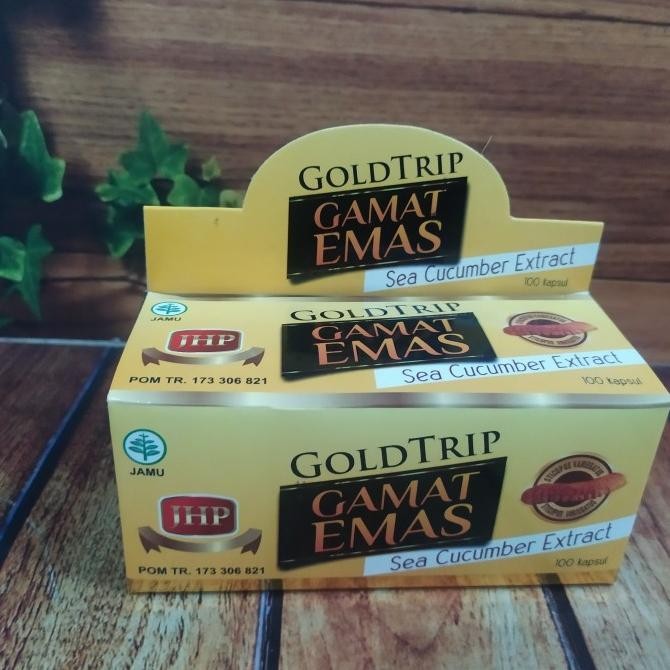 GOLDTRIP
GAMAT
EMAS
Sea Cucumber Extract
100 Kapsul
JAMU
JHP
POM TR. 173 306 821
GOLDTRIP
GAMAT
EMAS
Sea Cucumber Extract
100 Kapsul
JAMU
JHP
POM TR. 173 306 821
GOLDTRIP
GAMAT
EMAS
Sea Cucumber Extract
100 Kapsul